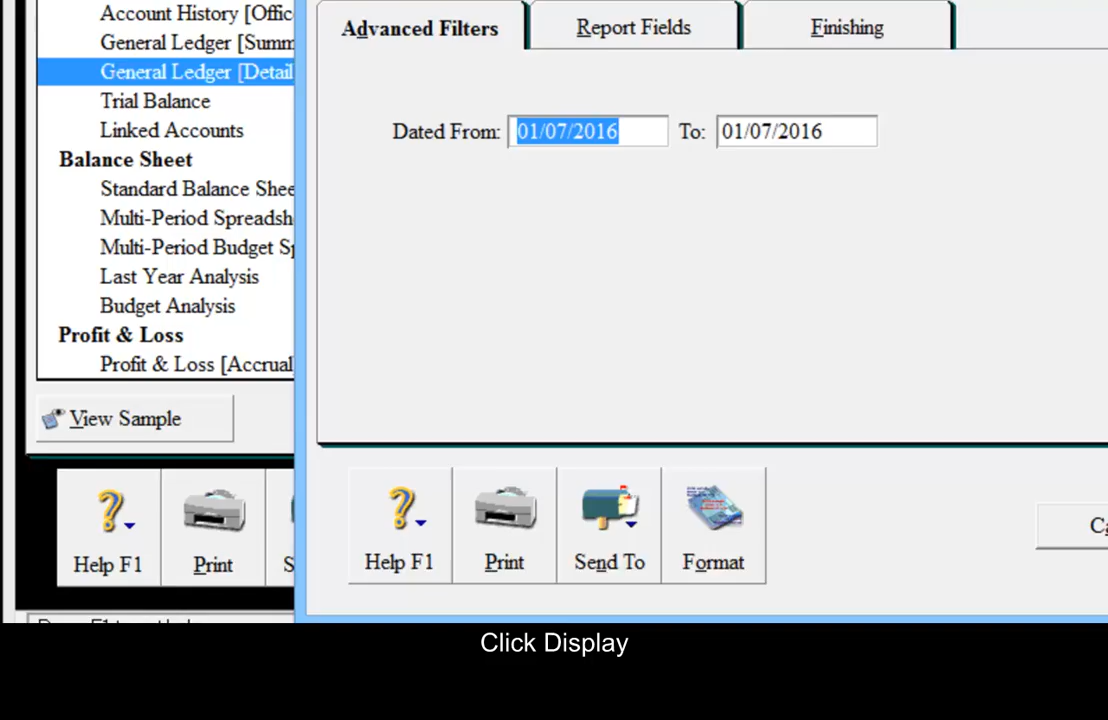 Account History [Offic
General Ledger [Summ
General Ledger [Detail
Trial Balance
Linked Accounts
Balance Sheet
Standard Balance Shee
Multi-Period Spreadsh
Multi-Period Budget Sp
Last Year Analysis
Budget Analysis
Profit & Loss
Profit & Loss [Accrual
View Sample
Help F1
Print
S
Advanced Filters
Report Fields
Finishing
Dated From: 01/07/2016 To: 01/07/2016
Help F1
Print
Send To
Format
Ca
Click Display